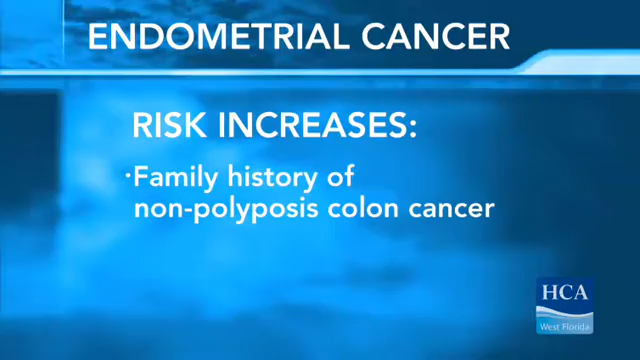 ENDOMETRIAL CANCER
RISK INCREASES:
·Family history of
non-polyposis colon cancer
HCA
West Florida